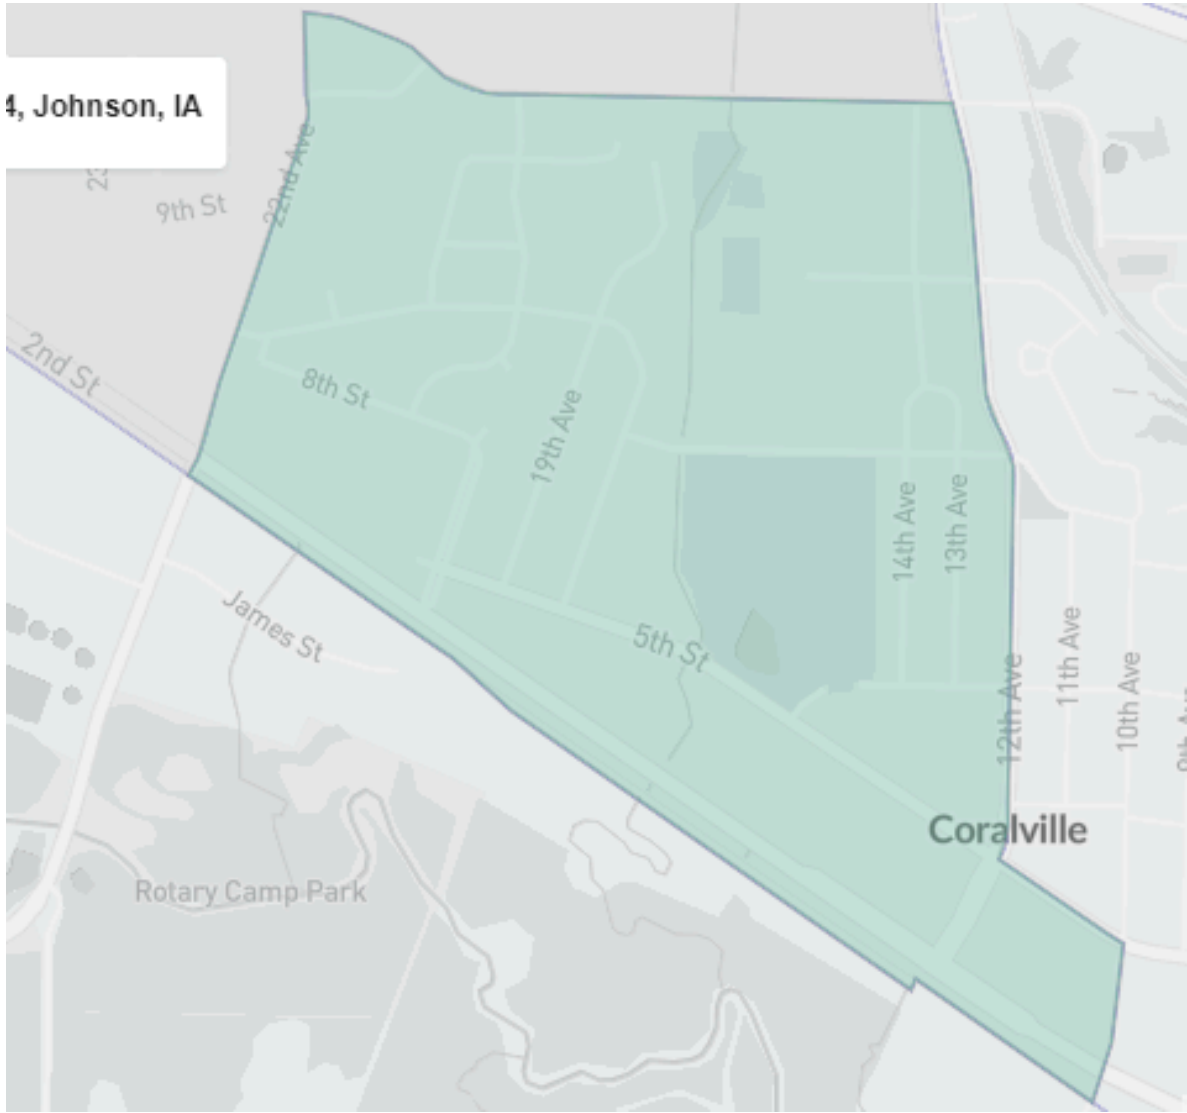 4, Johnson, IA
22nd Ave
9th St
2nd St
8th St
19th Ave
14th Ave
13th Ave
James St
5th St
12th Ave
11th Ave
10th Ave
Coralville
Rotary Camp Park